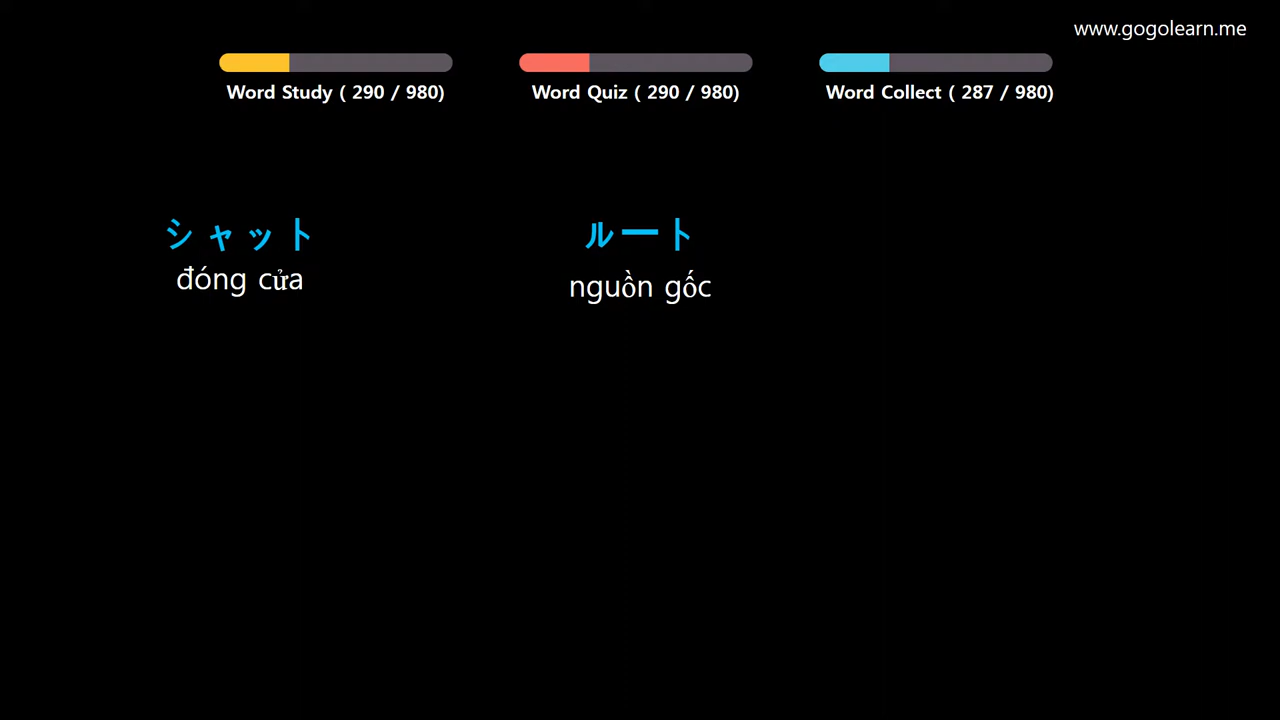 www.gogolearn.me
Word Study ( 290 / 980)
Word Quiz ( 290 / 980)
Word Collect ( 287 / 980)
シャット
đóng cửa
ルート
nguồn gốc